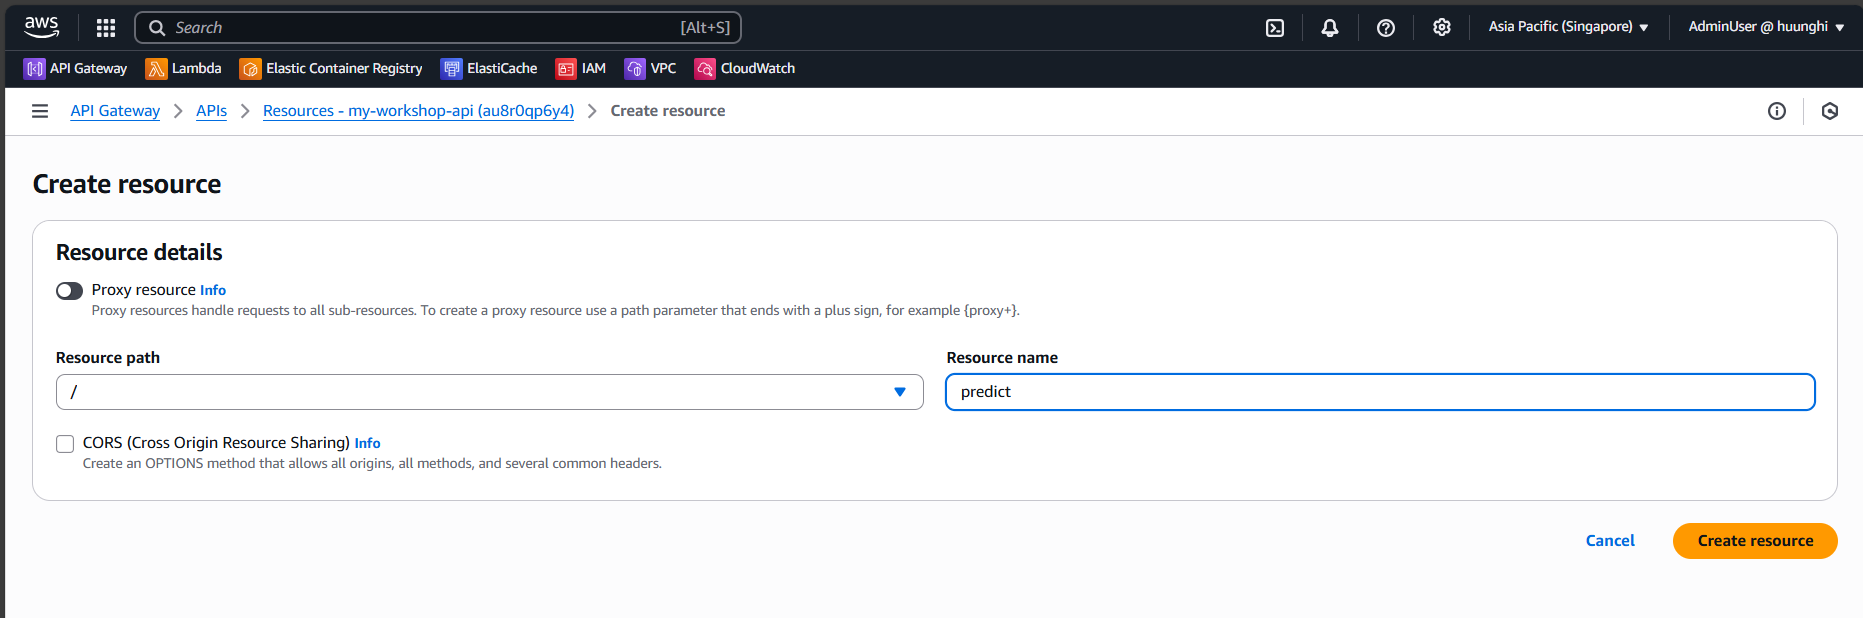 aws Search [Alt+S] Asia Pacific (Singapore) AdminUser @ huunghi
API Gateway Lambda Elastic Container Registry ElastiCache IAM VPC CloudWatch
API Gateway APIs Resources - my-workshop-api (au8r0qp6y4) Create resource
Create resource
Resource details
Proxy resource Info
Proxy resources handle requests to all sub-resources. To create a proxy resource use a path parameter that ends with a plus sign, for example {proxy+}.
Resource path Resource name
/ predict
CORS (Cross Origin Resource Sharing) Info
Create an OPTIONS method that allows all origins, all methods, and several common headers.
Cancel Create resource